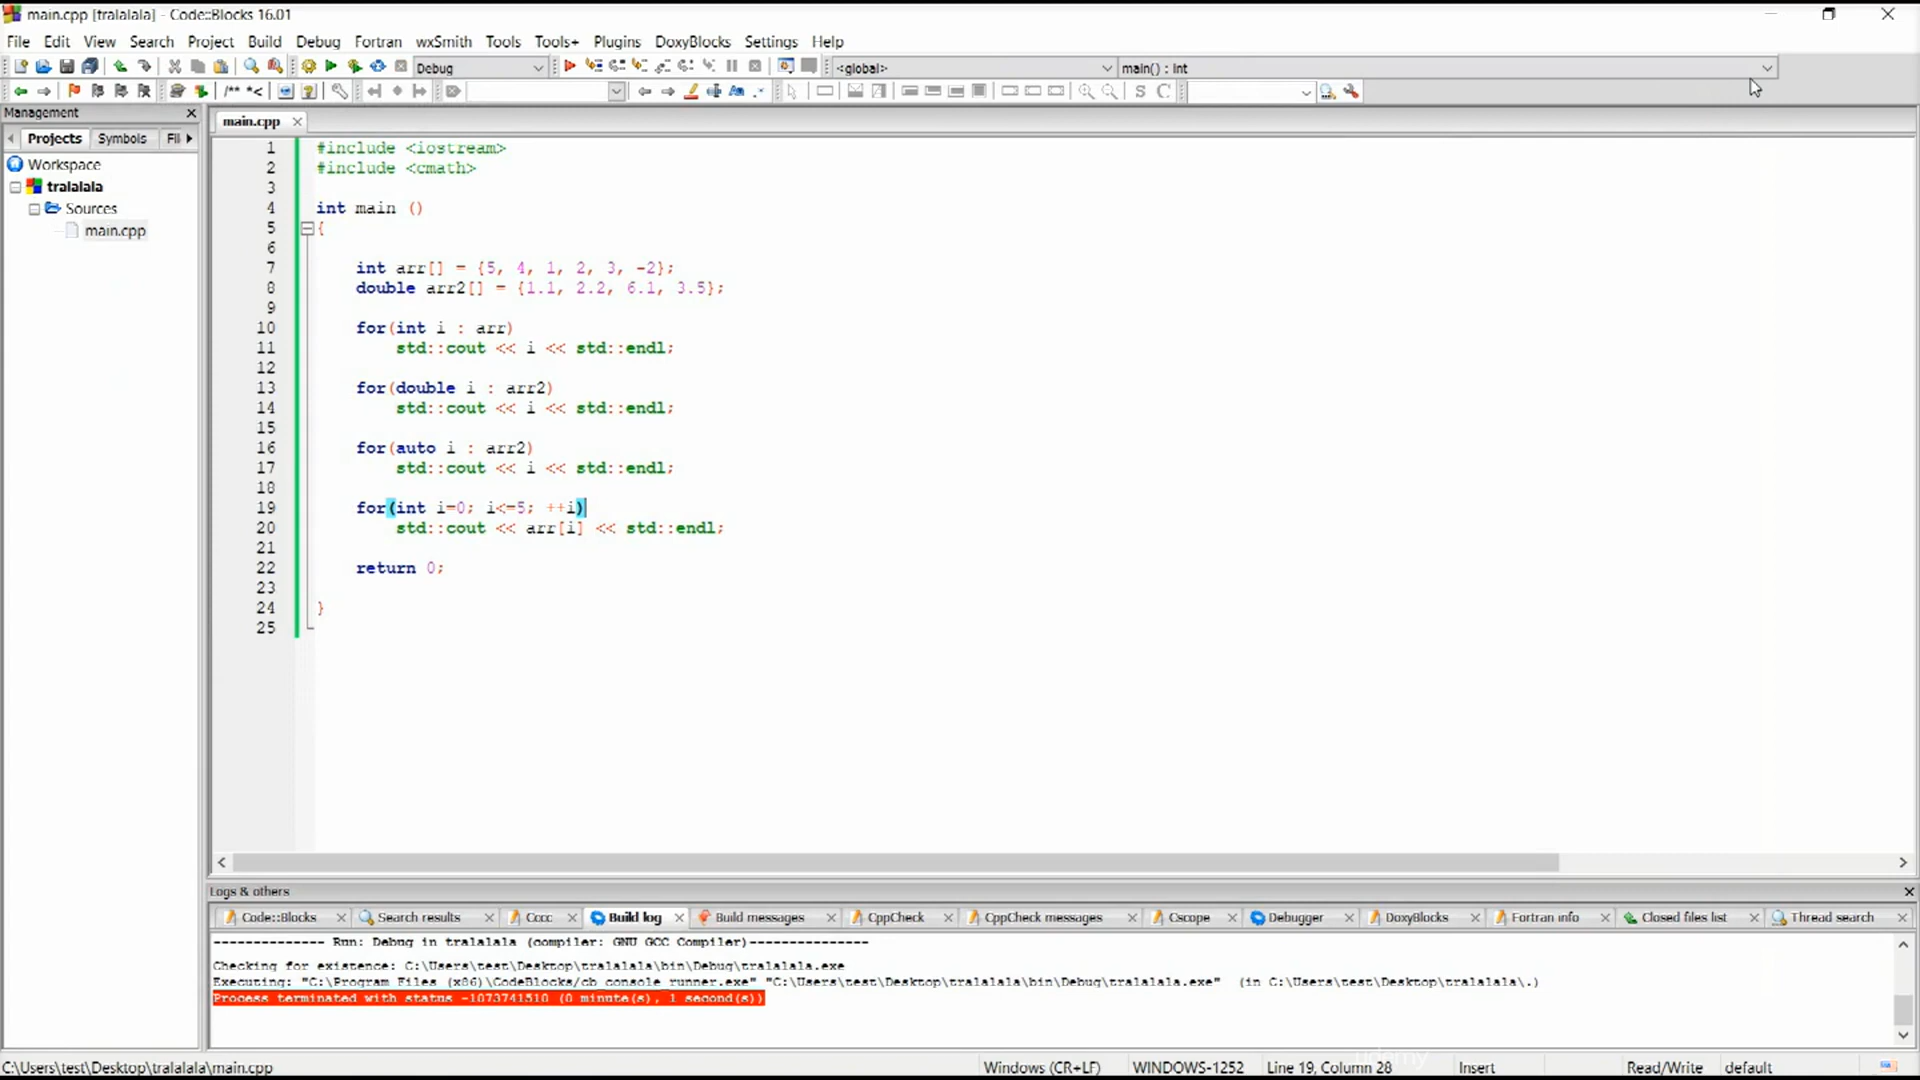 main.cpp [tralalala] - Code::Blocks 16.01
File Edit View Search Project Build Debug Fortran wxSmith Tools Tools+ Plugins DoxyBlocks Settings Help
Debug <global> main() : int
/** *< S C
Management
Projects Symbols Fil
main.cpp
Workspace
tralalala
Sources
main.cpp
1 #include <iostream>
2 #include <cmath>
3
4 int main ()
5 {
6
7 int arr[] = {5, 4, 1, 2, 3, -2};
8 double arr2[] = {1.1, 2.2, 6.1, 3.5};
9
10 for(int i : arr)
11 std::cout << i << std::endl;
12
13 for(double i : arr2)
14 std::cout << i << std::endl;
15
16 for(auto i : arr2)
17 std::cout << i << std::endl;
18
19 for(int i=0; i<=5; ++i)
20 std::cout << arr[i] << std::endl;
21
22 return 0;
23
24 }
25
Logs & others
Code::Blocks Search results Cccc Build log Build messages CppCheck CppCheck messages Cscope Debugger DoxyBlocks Fortran info Closed files list Thread search
-------------- Run: Debug in tralalala (compiler: GNU GCC Compiler)---------------
Checking for existence: C:\Users\test\Desktop\tralalala\bin\Debug\tralalala.exe
Executing: "C:\Program Files (x86)\CodeBlocks/cb_console_runner.exe" "C:\Users\test\Desktop\tralalala\bin\Debug\tralalala.exe" (in C:\Users\test\Desktop\tralalala\.)
Process terminated with status -1073741510 (0 minute(s), 1 second(s))
C:\Users\test\Desktop\tralalala\main.cpp Windows (CR+LF) WINDOWS-1252 Line 19, Column 28 Insert Read/Write default
udemy